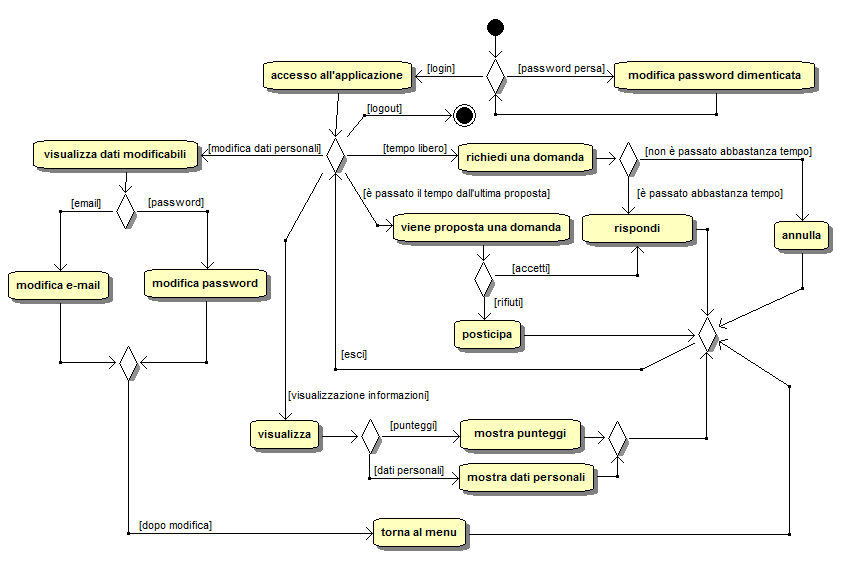 [login]
[password persa]
accesso all'applicazione
modifica password dimenticata
[logout]
[modifica dati personali]
[tempo libero]
[non è passato abbastanza tempo]
visualizza dati modificabili
richiedi una domanda
[è passato il tempo dall'ultima proposta]
[è passato abbastanza tempo]
[email]
[password]
viene proposta una domanda
rispondi
annulla
[accetti]
modifica e-mail
modifica password
[rifiuti]
posticipa
[esci]
[visualizzazione informazioni]
[punteggi]
visualizza
mostra punteggi
[dati personali]
mostra dati personali
[dopo modifica]
torna al menu